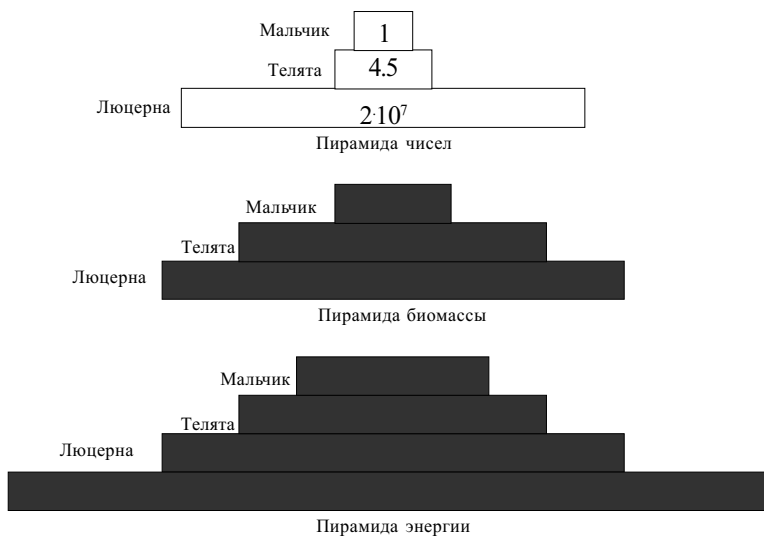 Мальчик 1
Телята 4.5
Люцерна 2·10⁷
Пирамида чисел
Мальчик
Телята
Люцерна
Пирамида биомассы
Мальчик
Телята
Люцерна
Пирамида энергии